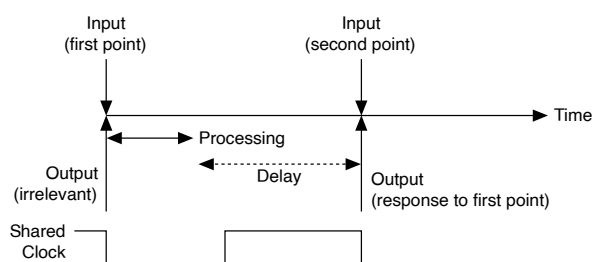 Input
(first point)
Input
(second point)
Time
Processing
Delay
Output
(irrelevant)
Output
(response to first point)
Shared
Clock